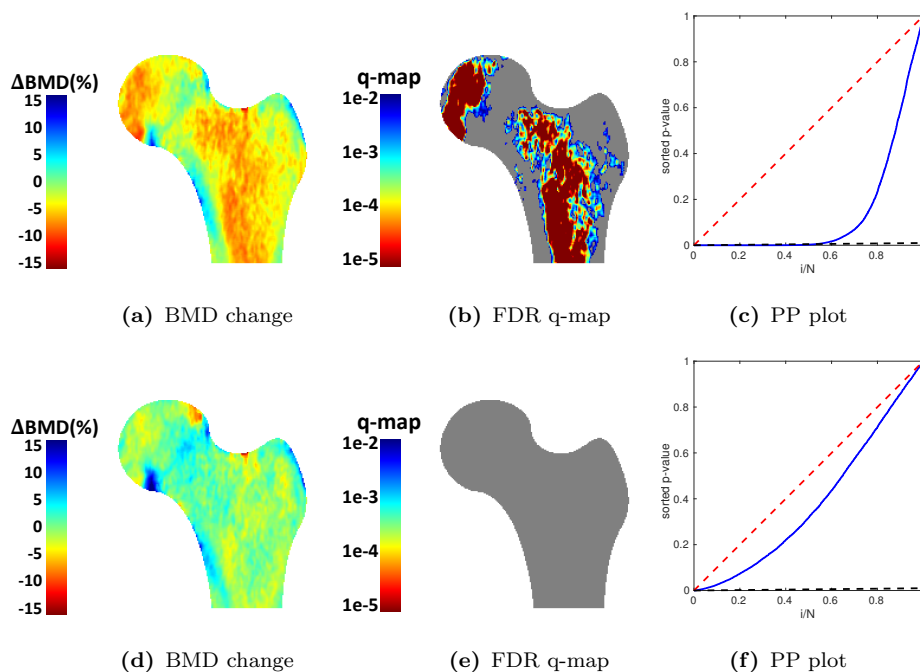 ΔBMD(%)
15
10
5
0
-5
-10
-15
q-map
1e-2
1e-3
1e-4
1e-5
1
0.8
0.6
0.4
0.2
0
sorted p-value
0 0.2 0.4 0.6 0.8
i/N
(a) BMD change
(b) FDR q-map
(c) PP plot
ΔBMD(%)
15
10
5
0
-5
-10
-15
q-map
1e-2
1e-3
1e-4
1e-5
1
0.8
0.6
0.4
0.2
0
sorted p-value
0 0.2 0.4 0.6 0.8
i/N
(d) BMD change
(e) FDR q-map
(f) PP plot